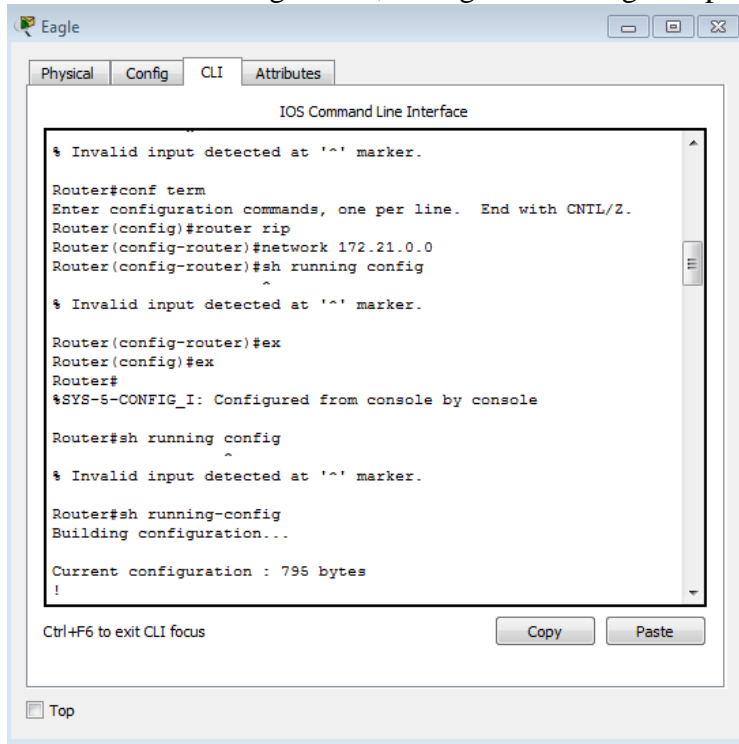 Eagle
Physical Config CLI Attributes
IOS Command Line Interface
% Invalid input detected at '^' marker.
Router#conf term
Enter configuration commands, one per line.  End with CNTL/Z.
Router(config)#router rip
Router(config-router)#network 172.21.0.0
Router(config-router)#sh running config
^
% Invalid input detected at '^' marker.
Router(config-router)#ex
Router(config)#ex
Router#
%SYS-5-CONFIG_I: Configured from console by console
Router#sh running config
^
% Invalid input detected at '^' marker.
Router#sh running-config
Building configuration...
Current configuration : 795 bytes
!
Ctrl+F6 to exit CLI focus Copy Paste
Top